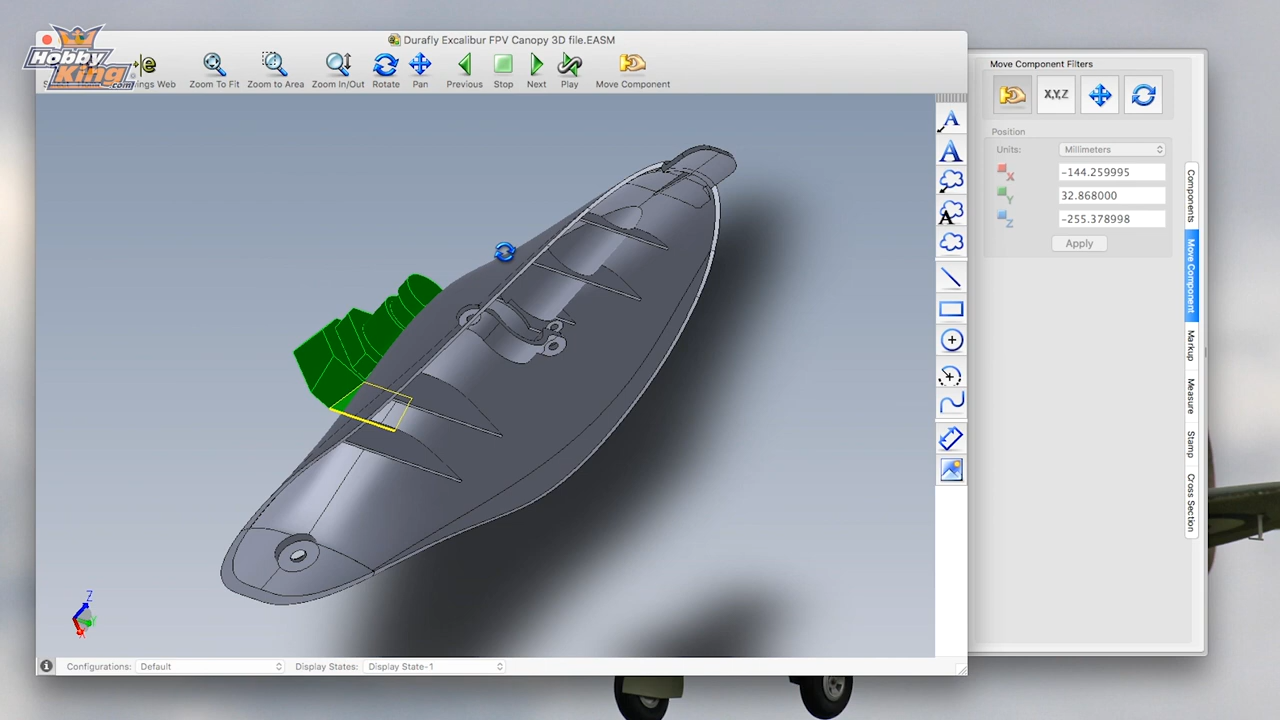 Durafly Excalibur FPV Canopy 3D file.EASM
Hobby
King
.com
ings Web
Zoom To Fit
Zoom to Area
Zoom In/Out
Rotate
Pan
Previous
Stop
Next
Play
Move Component
Move Component Filters
X,Y,Z
Position
Units:
Millimeters
X
-144.259995
Y
32.868000
Z
-255.378998
Apply
Components
Move Component
Markup
Measure
Stamp
Cross Section
A
A
A
Z
Y
X
Configurations:
Default
Display States:
Display State-1